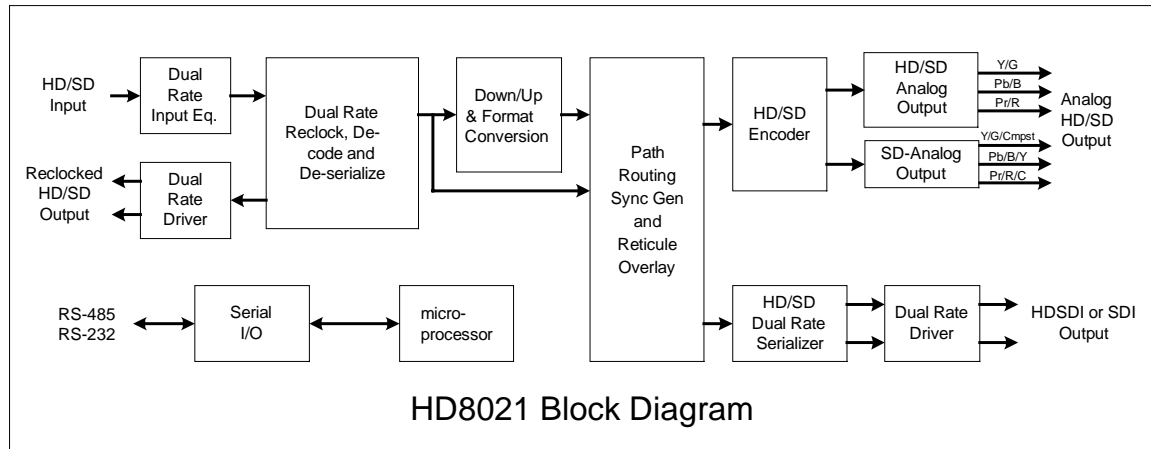 HD/SD
Input
Dual
Rate
Input Eq.
Dual Rate
Reclock, De-
code and
De-serialize
Down/Up
& Format
Conversion
Path
Routing
Sync Gen
and
Reticule
Overlay
HD/SD
Encoder
HD/SD
Analog
Output
Y/G
Pb/B
Pr/R
Analog
HD/SD
Output
SD-Analog
Output
Y/G/Cmpst
Pb/B/Y
Pr/R/C
Reclocked
HD/SD
Output
Dual
Rate
Driver
RS-485
RS-232
Serial
I/O
micro-
processor
HD/SD
Dual Rate
Serializer
Dual Rate
Driver
HDSDI or SDI
Output
HD8021 Block Diagram